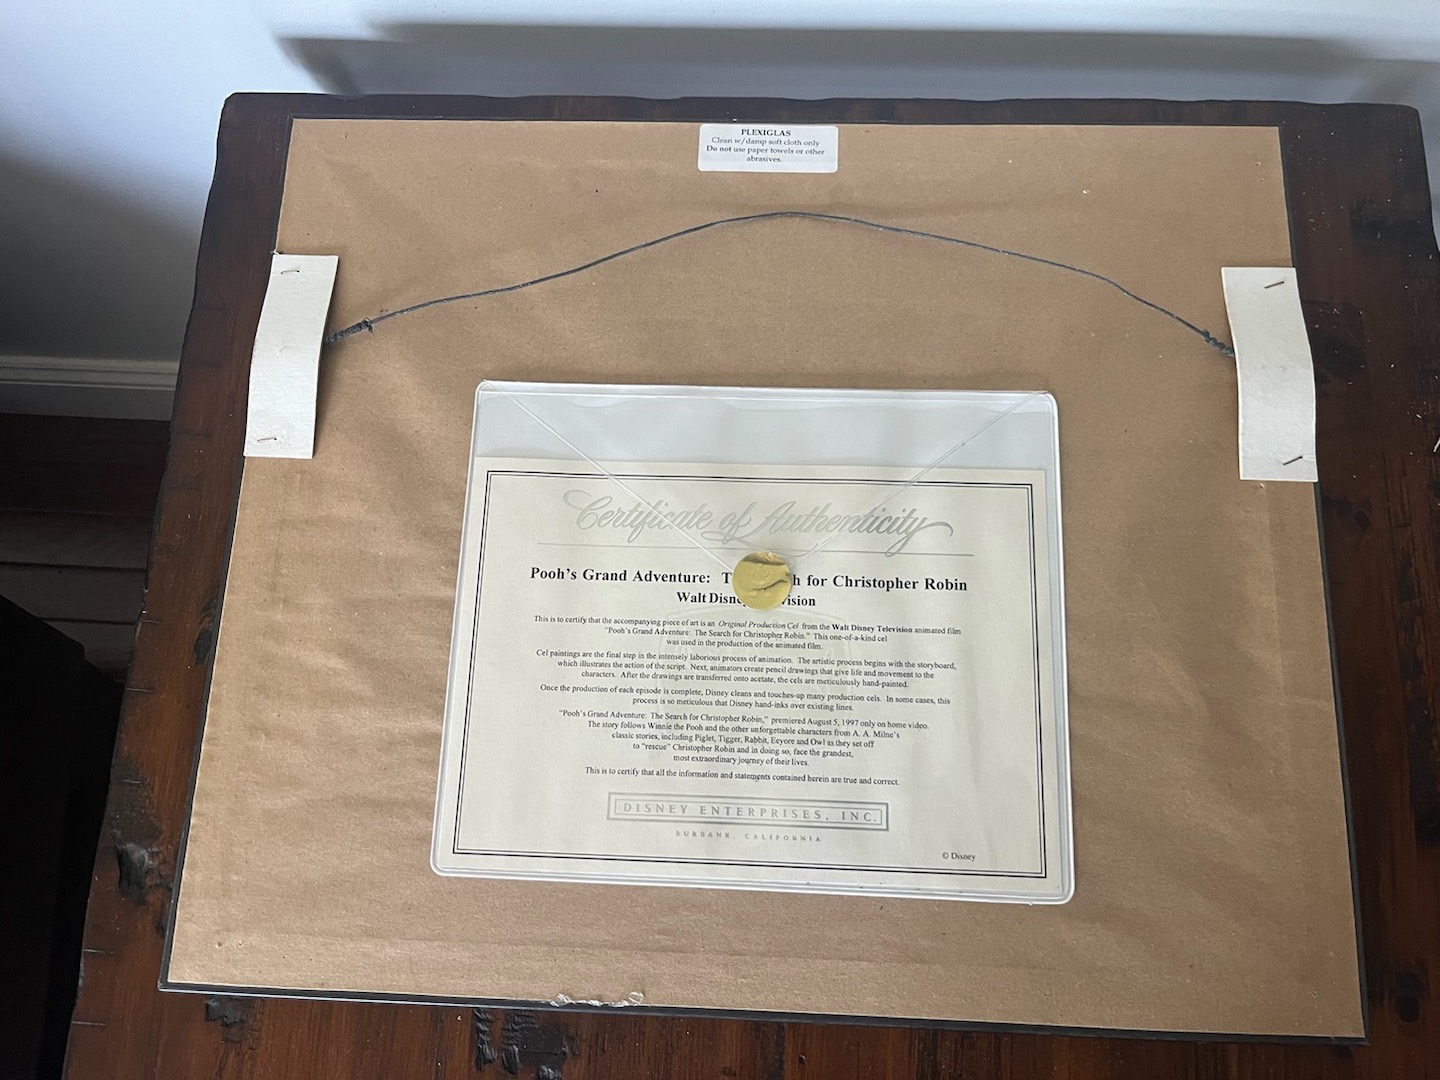 PLEXIGLAS
Clean w/damp soft cloth only
Do not use paper towels or other
abrasives.
Certificate of Authenticity
Pooh's Grand Adventure: T h for Christopher Robin
Walt Disne ision
This is to certify that the accompanying piece of art is an Original Production Cel from the Walt Disney Television animated film
"Pooh's Grand Adventure: The Search for Christopher Robin." This one-of-a-kind cel
was used in the production of the animated film.
Cel paintings are the final step in the intensely laborious process of animation. The artistic process begins with the storyboard,
which illustrates the action of the script. Next, animators create pencil drawings that give life and movement to the
characters. After the drawings are transferred onto acetate, the cels are meticulously hand-painted.
Once the production of each episode is complete, Disney cleans and touches-up many production cels. In some cases, this
process is so meticulous that Disney hand-inks over existing lines.
"Pooh's Grand Adventure: The Search for Christopher Robin," premiered August 5, 1997 only on home video.
The story follows Winnie the Pooh and the other unforgettable characters from A. A. Milne's
classic stories, including Piglet, Tigger, Rabbit, Eeyore and Owl as they set off
to "rescue" Christopher Robin and in doing so, face the grandest,
most extraordinary journey of their lives.
This is to certify that all the information and statements contained herein are true and correct.
DISNEY ENTERPRISES, INC.
BURBANK, CALIFORNIA
© Disney